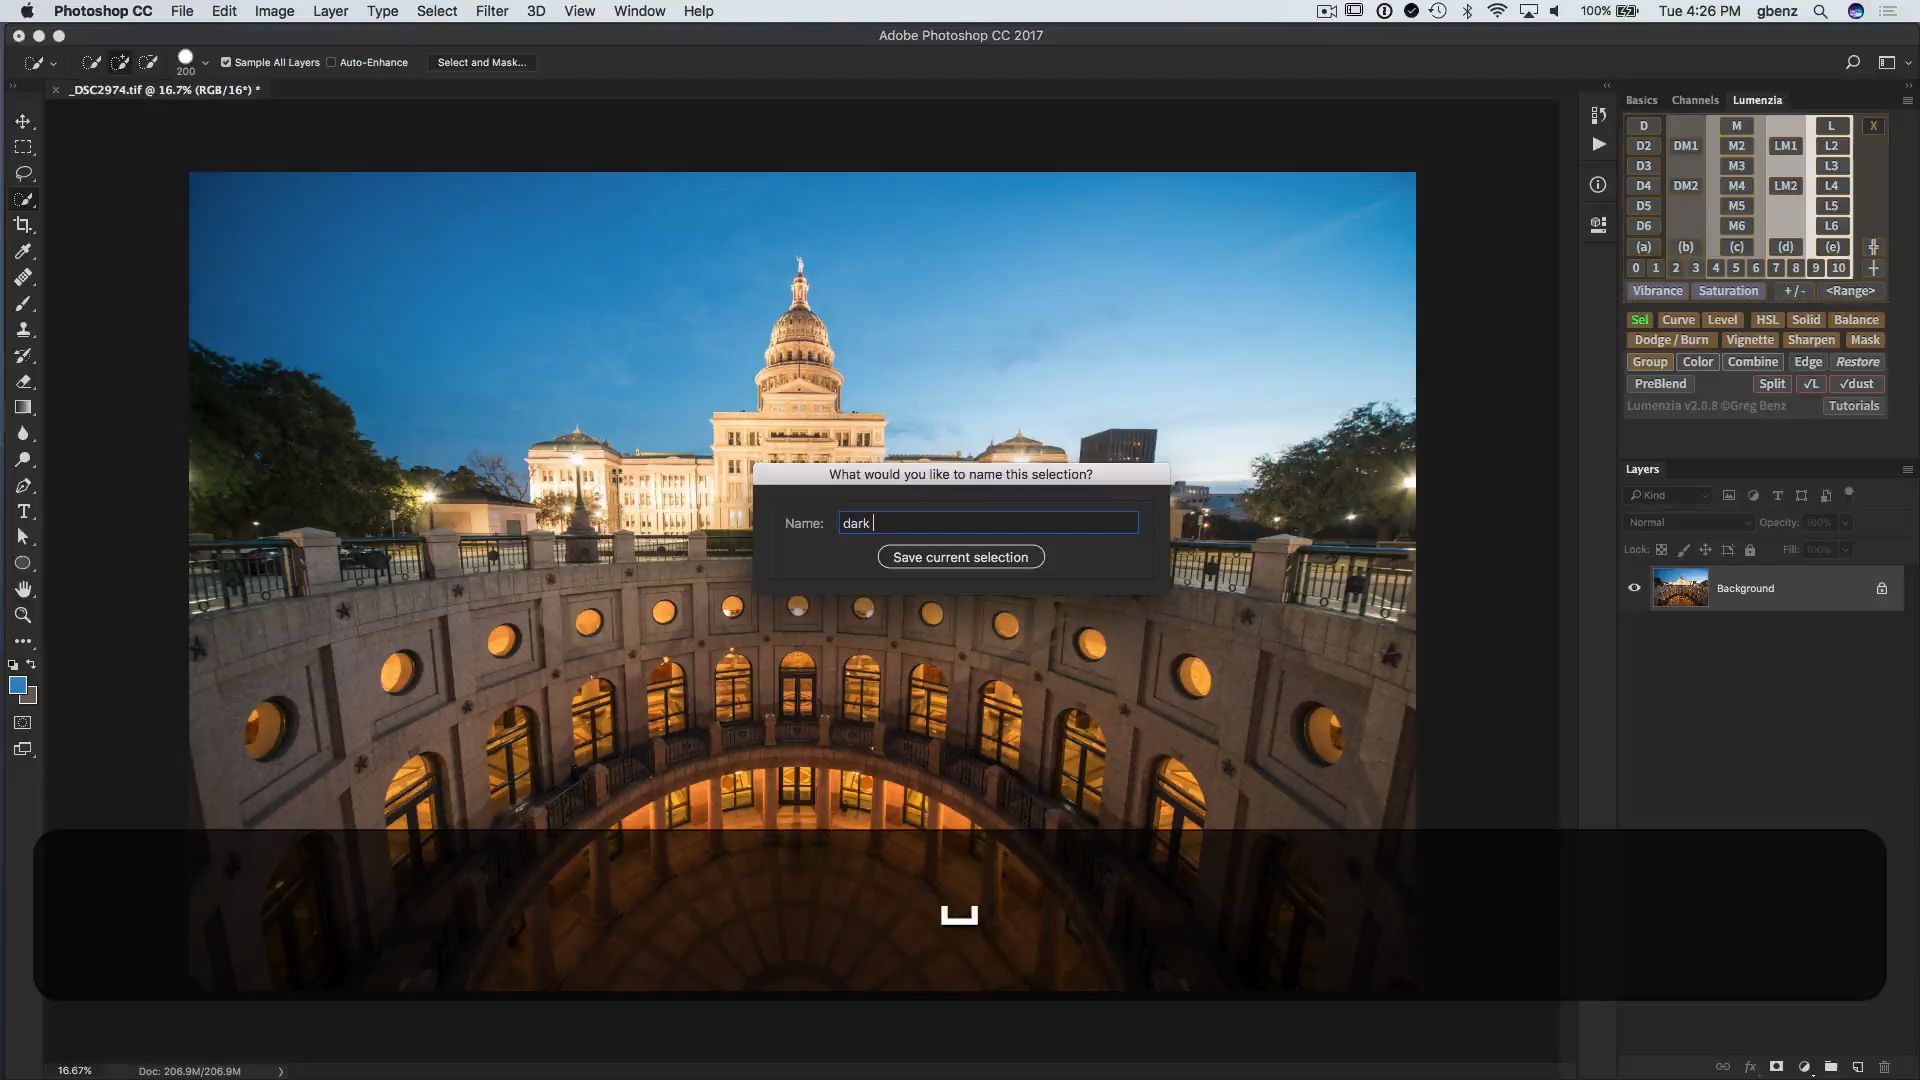 Photoshop CC File Edit Image Layer Type Select Filter 3D View Window Help 100% Tue 4:26 PM gbenz
Adobe Photoshop CC 2017
200 Sample All Layers Auto-Enhance Select and Mask...
_DSC2974.tif @ 16.7% (RGB/16*) *
Basics Channels Lumenzia
D M L X
D2 DM1 M2 LM1 L2
D3 M3 L3
D4 DM2 M4 LM2 L4
D5 M5 L5
D6 M6 L6
(a) (b) (c) (d) (e)
0 1 2 3 4 5 6 7 8 9 10
Vibrance Saturation + / - <Range>
Sel Curve Level HSL Solid Balance
Dodge / Burn Vignette Sharpen Mask
Group Color Combine Edge Restore
PreBlend Split √L √dust
Lumenzia v2.0.8 ©Greg Benz Tutorials
Layers
Kind
Normal Opacity: 100%
Lock: Fill: 100%
Background
What would you like to name this selection?
Name: dark
Save current selection
16.67% Doc: 206.9M/206.9M